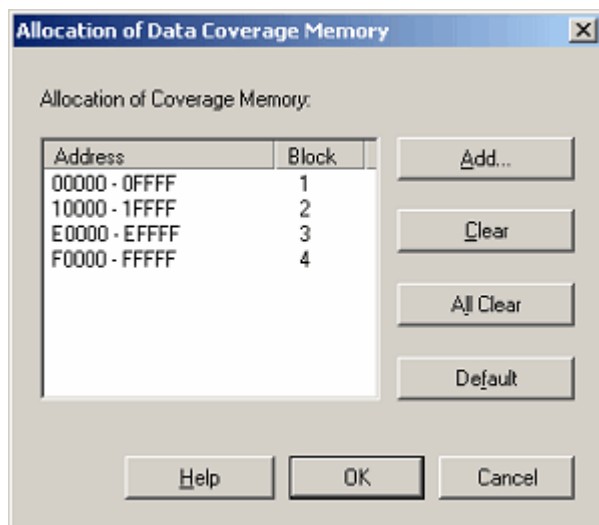 Allocation of Data Coverage Memory
Allocation of Coverage Memory:
Address Block
00000 - 0FFFF 1
10000 - 1FFFF 2
E0000 - EFFFF 3
F0000 - FFFFF 4
Add...
Clear
All Clear
Default
Help OK Cancel